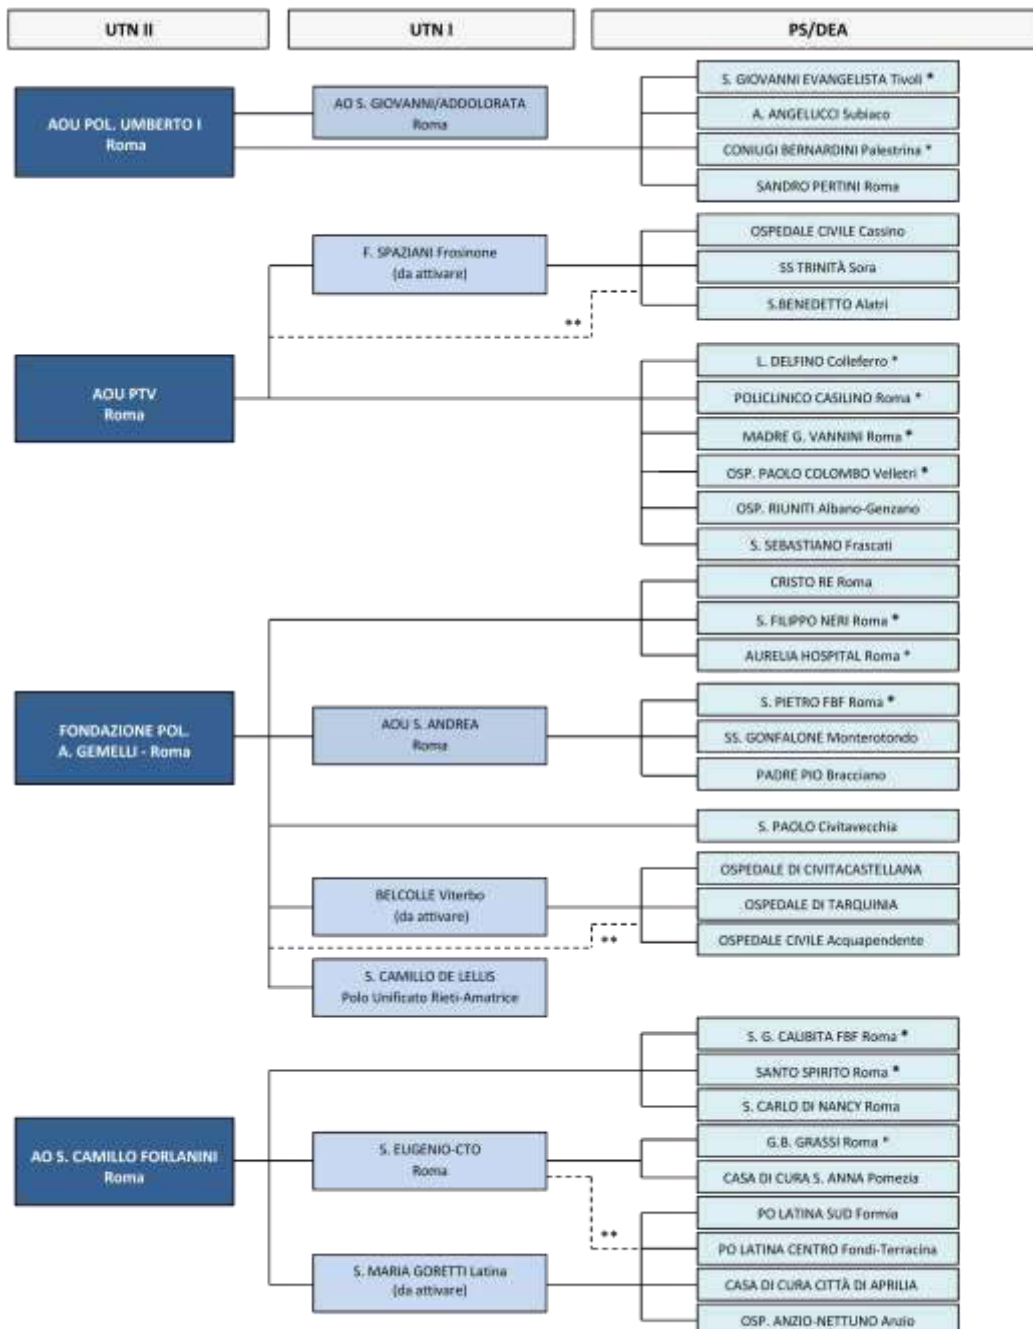 UTN II
UTN I
PS/DEA
AOU POL. UMBERTO I
Roma
AO S. GIOVANNI/ADDOLORATA
Roma
S. GIOVANNI EVANGELISTA Tivoli *
A. ANGELUCCI Subiaco
CONIUGI BERNARDINI Palestrina *
SANDRO PERTINI Roma
AOU PTV
Roma
F. SPAZIANI Frosinone
(da attivare)
**
OSPEDALE CIVILE Cassino
SS TRINITÀ Sora
S.BENEDETTO Alatri
L. DELFINO Colleferro *
POLICLINICO CASILINO Roma *
MADRE G. VANNINI Roma *
OSP. PAOLO COLOMBO Velletri *
OSP. RIUNITI Albano-Genzano
S. SEBASTIANO Frascati
FONDAZIONE POL.
A. GEMELLI - Roma
CRISTO RE Roma
S. FILIPPO NERI Roma *
AURELIA HOSPITAL Roma *
AOU S. ANDREA
Roma
S. PIETRO FBF Roma *
SS. GONFALONE Monterotondo
PADRE PIO Bracciano
S. PAOLO Civitavecchia
BELCOLLE Viterbo
(da attivare)
**
OSPEDALE DI CIVITACASTELLANA
OSPEDALE DI TARQUINIA
OSPEDALE CIVILE Acquapendente
S. CAMILLO DE LELLIS
Polo Unificato Rieti-Amatrice
AO S. CAMILLO FORLANINI
Roma
S. G. CALIBITA FBF Roma *
SANTO SPIRITO Roma *
S. CARLO DI NANCY Roma
S. EUGENIO-CTO
Roma
G.B. GRASSI Roma *
CASA DI CURA S. ANNA Pomezia
**
S. MARIA GORETTI Latina
(da attivare)
PO LATINA SUD Formia
PO LATINA CENTRO Fondi-Terracina
CASA DI CURA CITTÀ DI APRILIA
OSP. ANZIO-NETTUNO Anzio